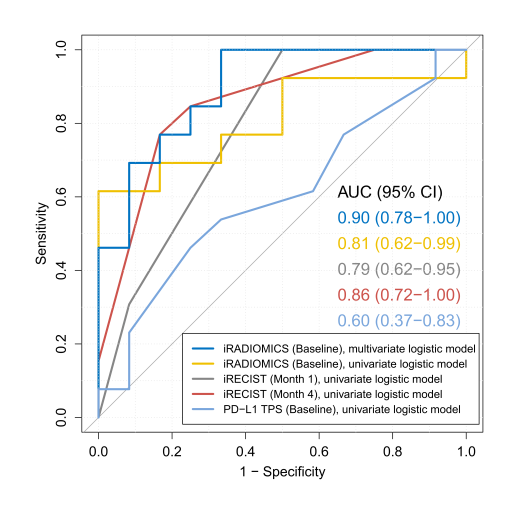 1.0
0.8
0.6
0.4
0.2
0.0
Sensitivity
AUC (95% CI)
0.90 (0.78−1.00)
0.81 (0.62−0.99)
0.79 (0.62−0.95)
0.86 (0.72−1.00)
0.60 (0.37−0.83)
iRADIOMICS (Baseline), multivariate logistic model
iRADIOMICS (Baseline), univariate logistic model
iRECIST (Month 1), univariate logistic model
iRECIST (Month 4), univariate logistic model
PD−L1 TPS (Baseline), univariate logistic model
0.0 0.2 0.4 0.6 0.8 1.0
1 − Specificity